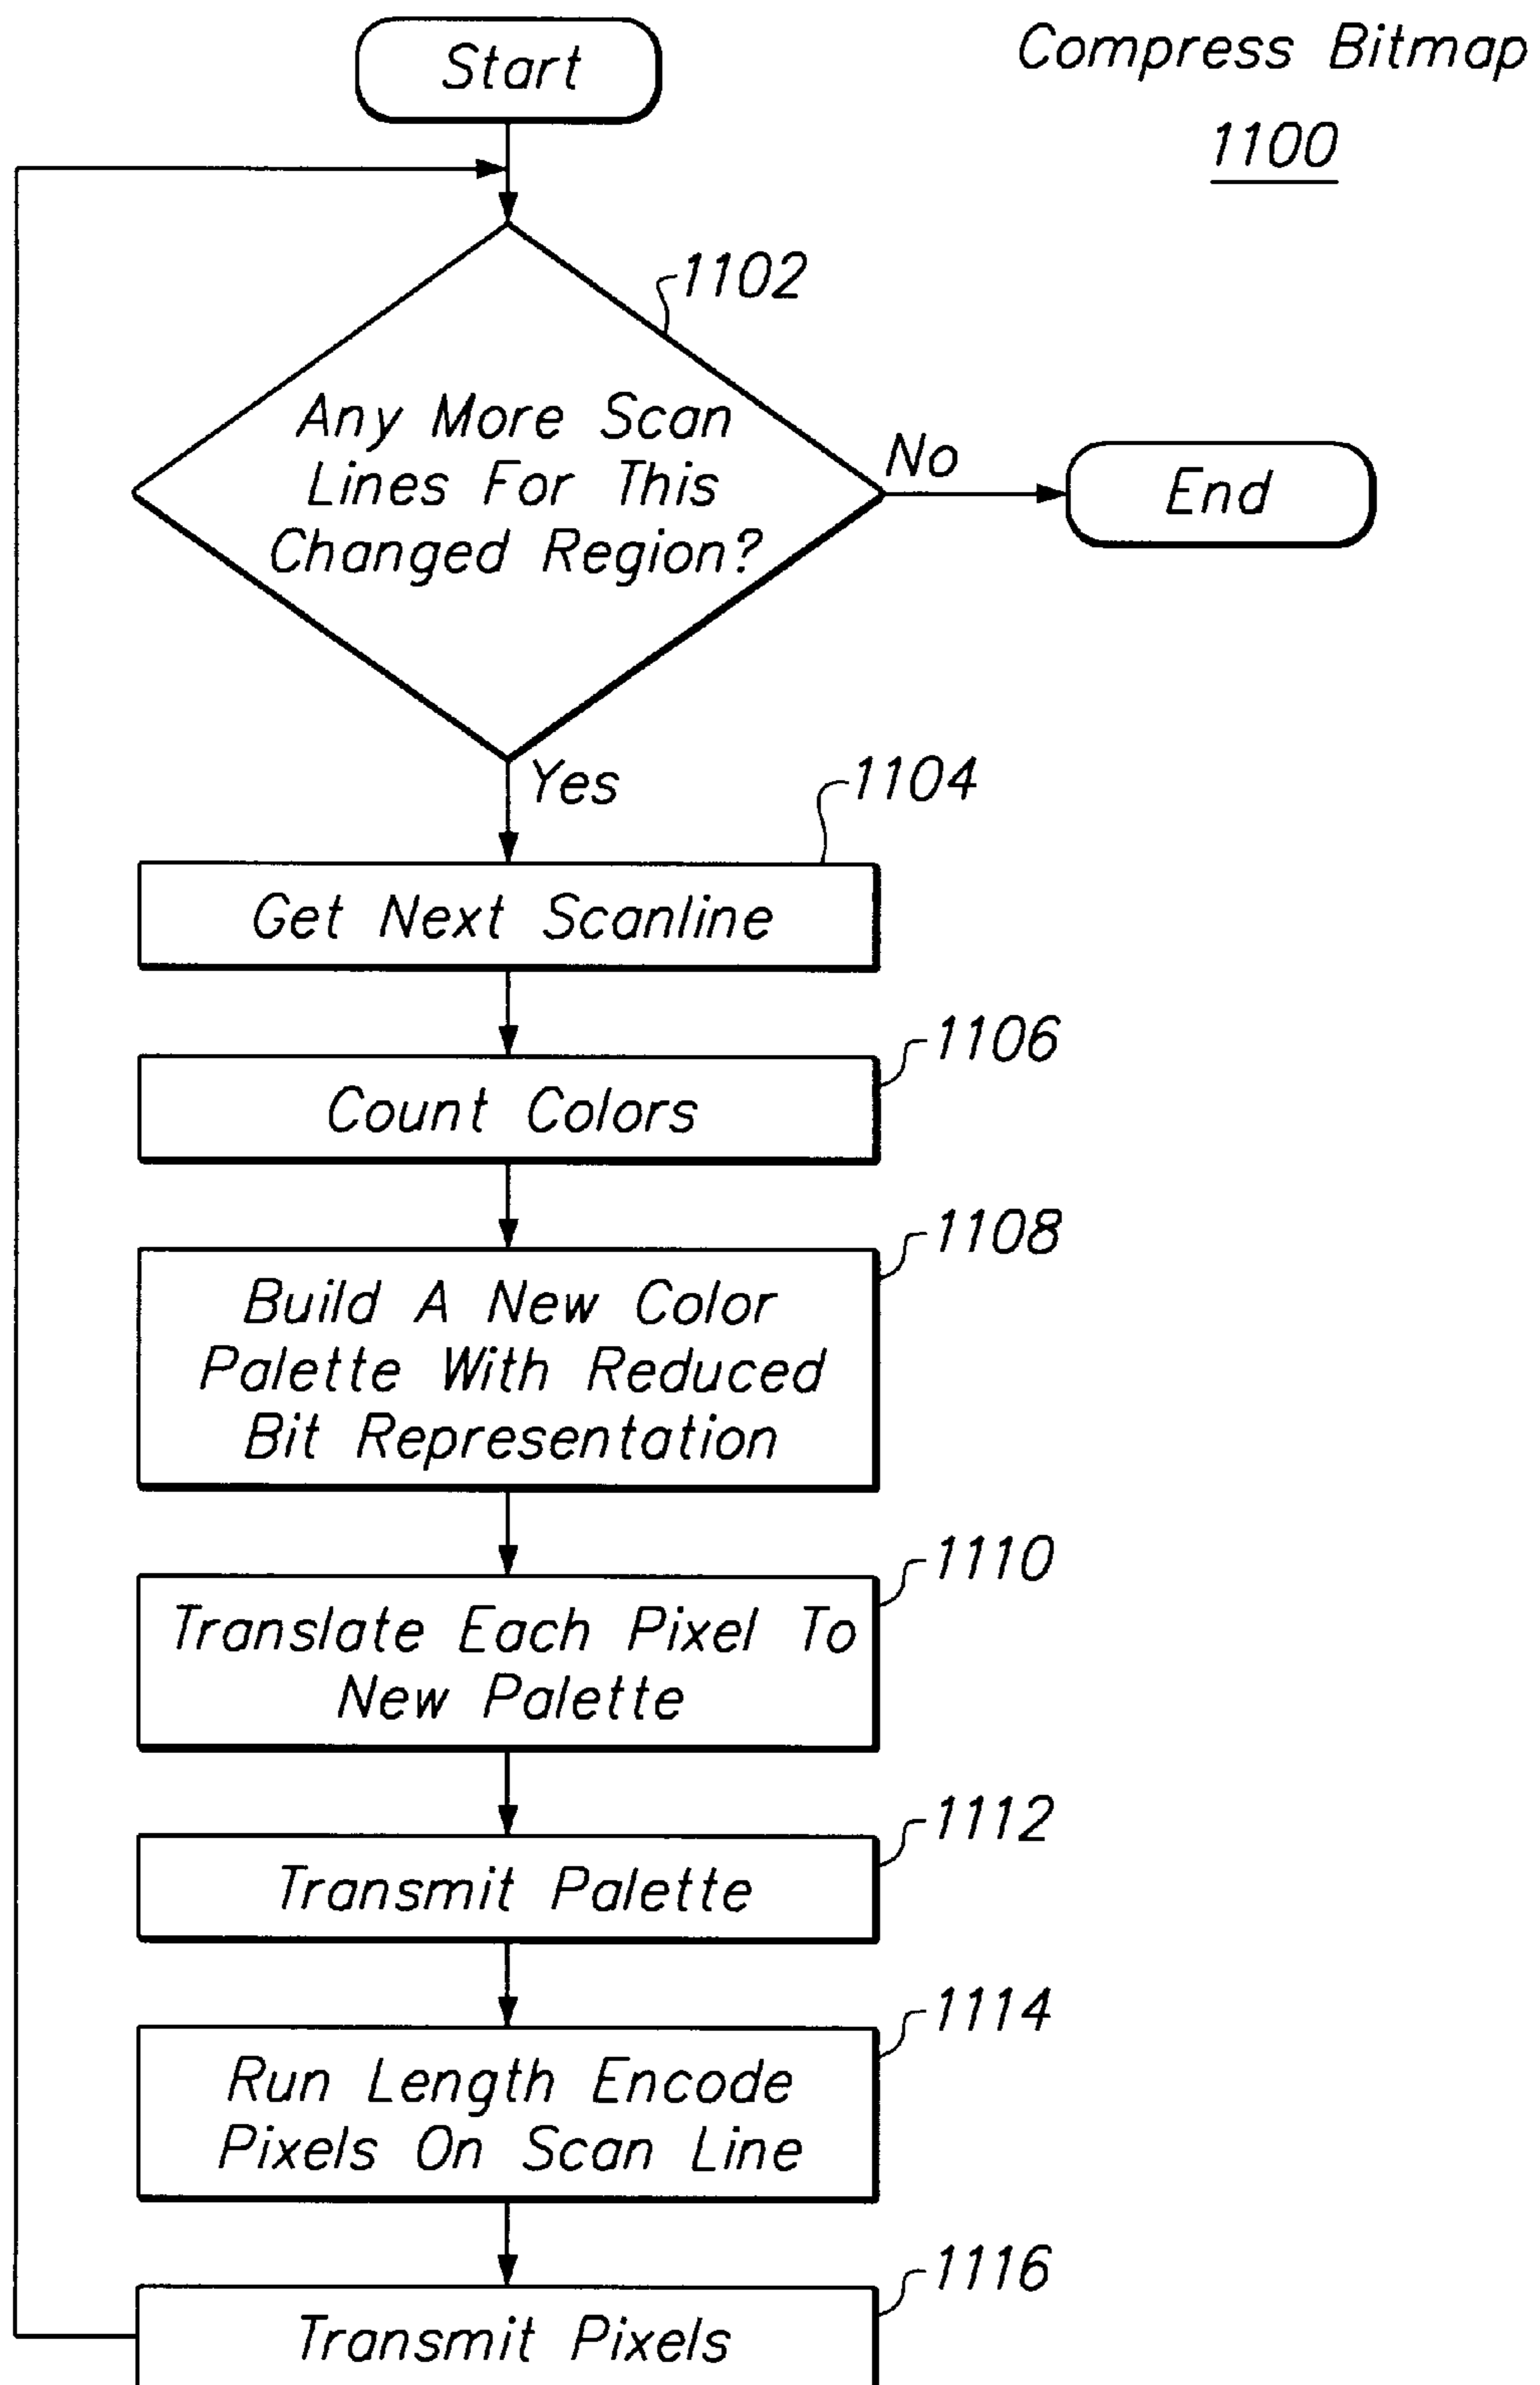 Start
Compress Bitmap
1100
1102
Any More Scan
Lines For This
Changed Region?
No
End
Yes
1104
Get Next Scanline
1106
Count Colors
1108
Build A New Color
Palette With Reduced
Bit Representation
1110
Translate Each Pixel To
New Palette
1112
Transmit Palette
1114
Run Length Encode
Pixels On Scan Line
1116
Transmit Pixels